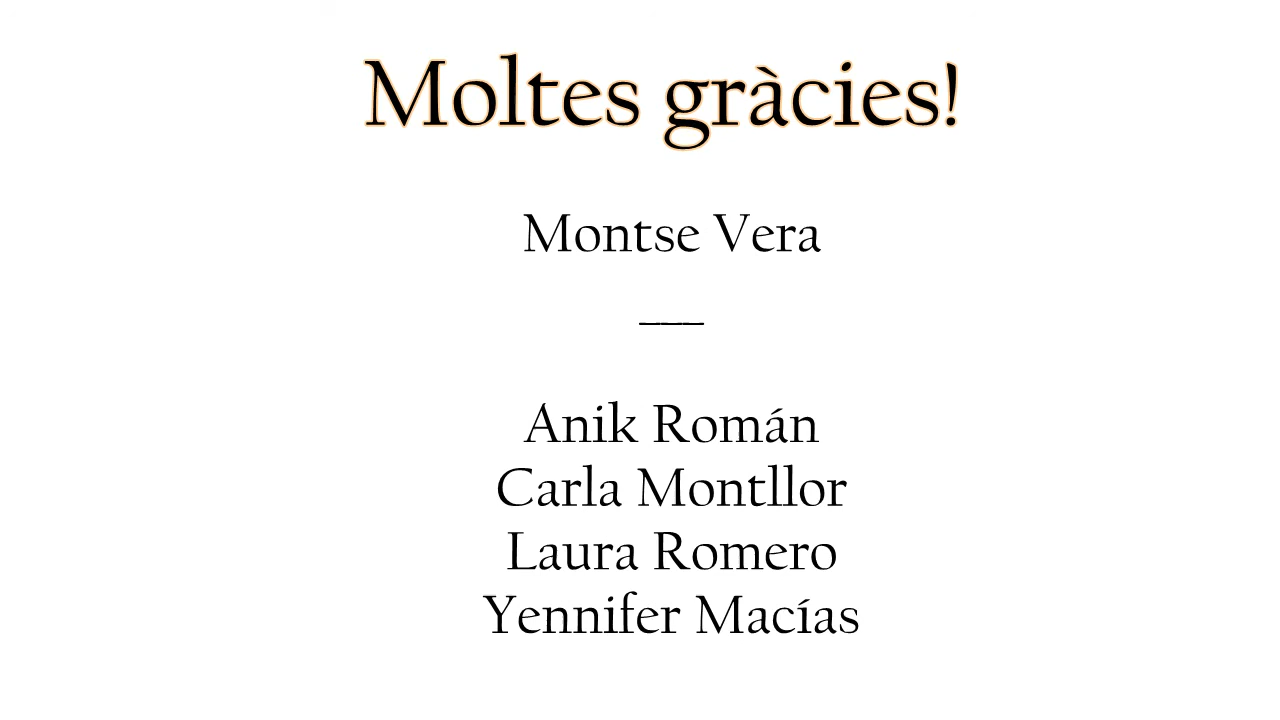 Moltes gràcies!
Montse Vera
___
Anik Román
Carla Montllor
Laura Romero
Yennifer Macías